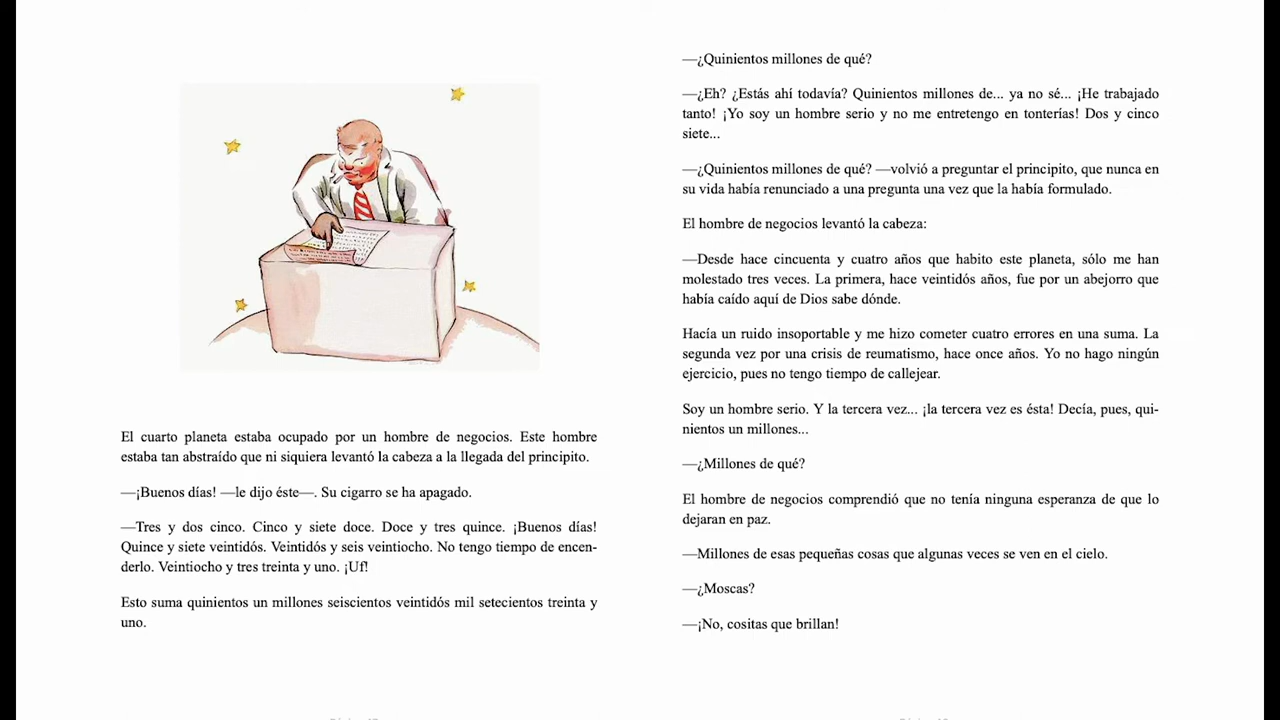 El cuarto planeta estaba ocupado por un hombre de negocios. Este hombre
estaba tan abstraído que ni siquiera levantó la cabeza a la llegada del principito.
—¡Buenos días! —le dijo éste—. Su cigarro se ha apagado.
—Tres y dos cinco. Cinco y siete doce. Doce y tres quince. ¡Buenos días!
Quince y siete veintidós. Veintidós y seis veintiocho. No tengo tiempo de encen-
derlo. Veintiocho y tres treinta y uno. ¡Uf!
Esto suma quinientos un millones seiscientos veintidós mil setecientos treinta y
uno.
—¿Quinientos millones de qué?
—¿Eh? ¿Estás ahí todavía? Quinientos millones de... ya no sé... ¡He trabajado
tanto! ¡Yo soy un hombre serio y no me entretengo en tonterías! Dos y cinco
siete...
—¿Quinientos millones de qué? —volvió a preguntar el principito, que nunca en
su vida había renunciado a una pregunta una vez que la había formulado.
El hombre de negocios levantó la cabeza:
—Desde hace cincuenta y cuatro años que habito este planeta, sólo me han
molestado tres veces. La primera, hace veintidós años, fue por un abejorro que
había caído aquí de Dios sabe dónde.
Hacía un ruido insoportable y me hizo cometer cuatro errores en una suma. La
segunda vez por una crisis de reumatismo, hace once años. Yo no hago ningún
ejercicio, pues no tengo tiempo de callejear.
Soy un hombre serio. Y la tercera vez... ¡la tercera vez es ésta! Decía, pues, qui-
nientos un millones...
—¿Millones de qué?
El hombre de negocios comprendió que no tenía ninguna esperanza de que lo
dejaran en paz.
—Millones de esas pequeñas cosas que algunas veces se ven en el cielo.
—¿Moscas?
—¡No, cositas que brillan!